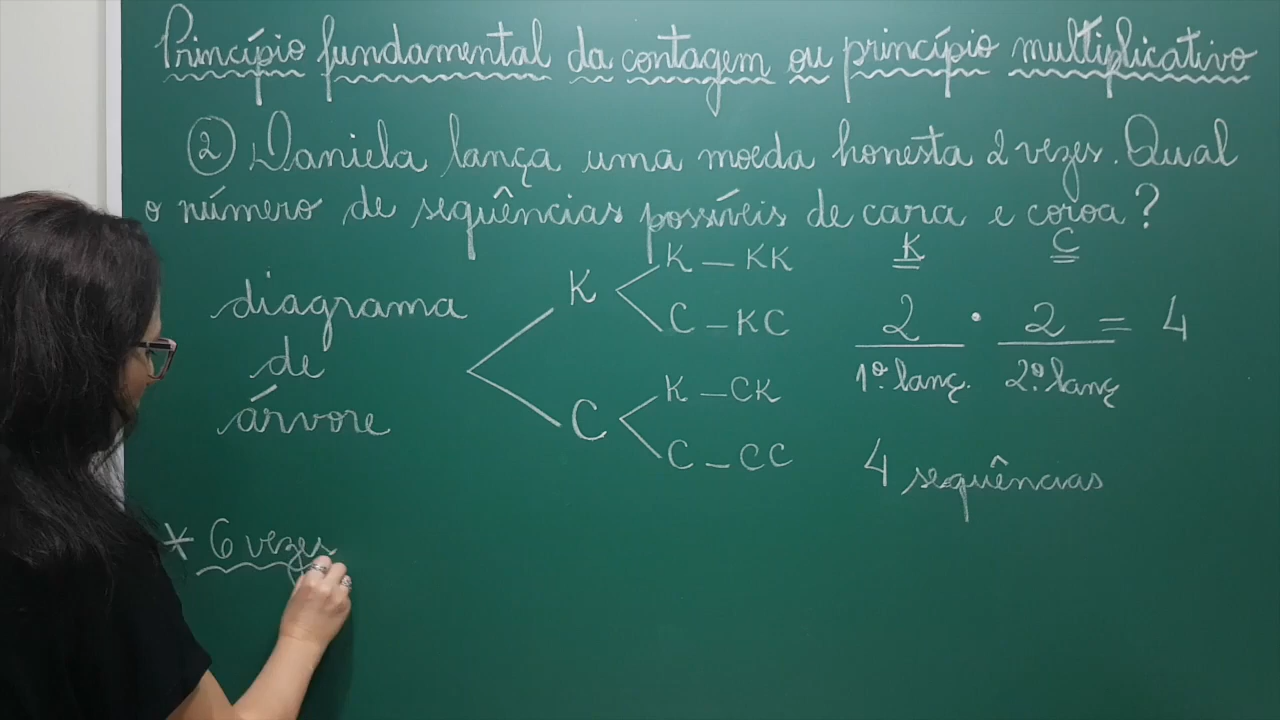 Princípio fundamental da contagem ou princípio multiplicativo
② Daniela lança uma moeda honesta 2 vezes. Qual
o número de sequências possíveis de cara e coroa?
K C
diagrama
de
árvore
K
K — KK
C — KC
C
K — CK
C — CC
2 · 2 = 4
1º. lanç. 2º. lanç
4 sequências
* 6 vezes